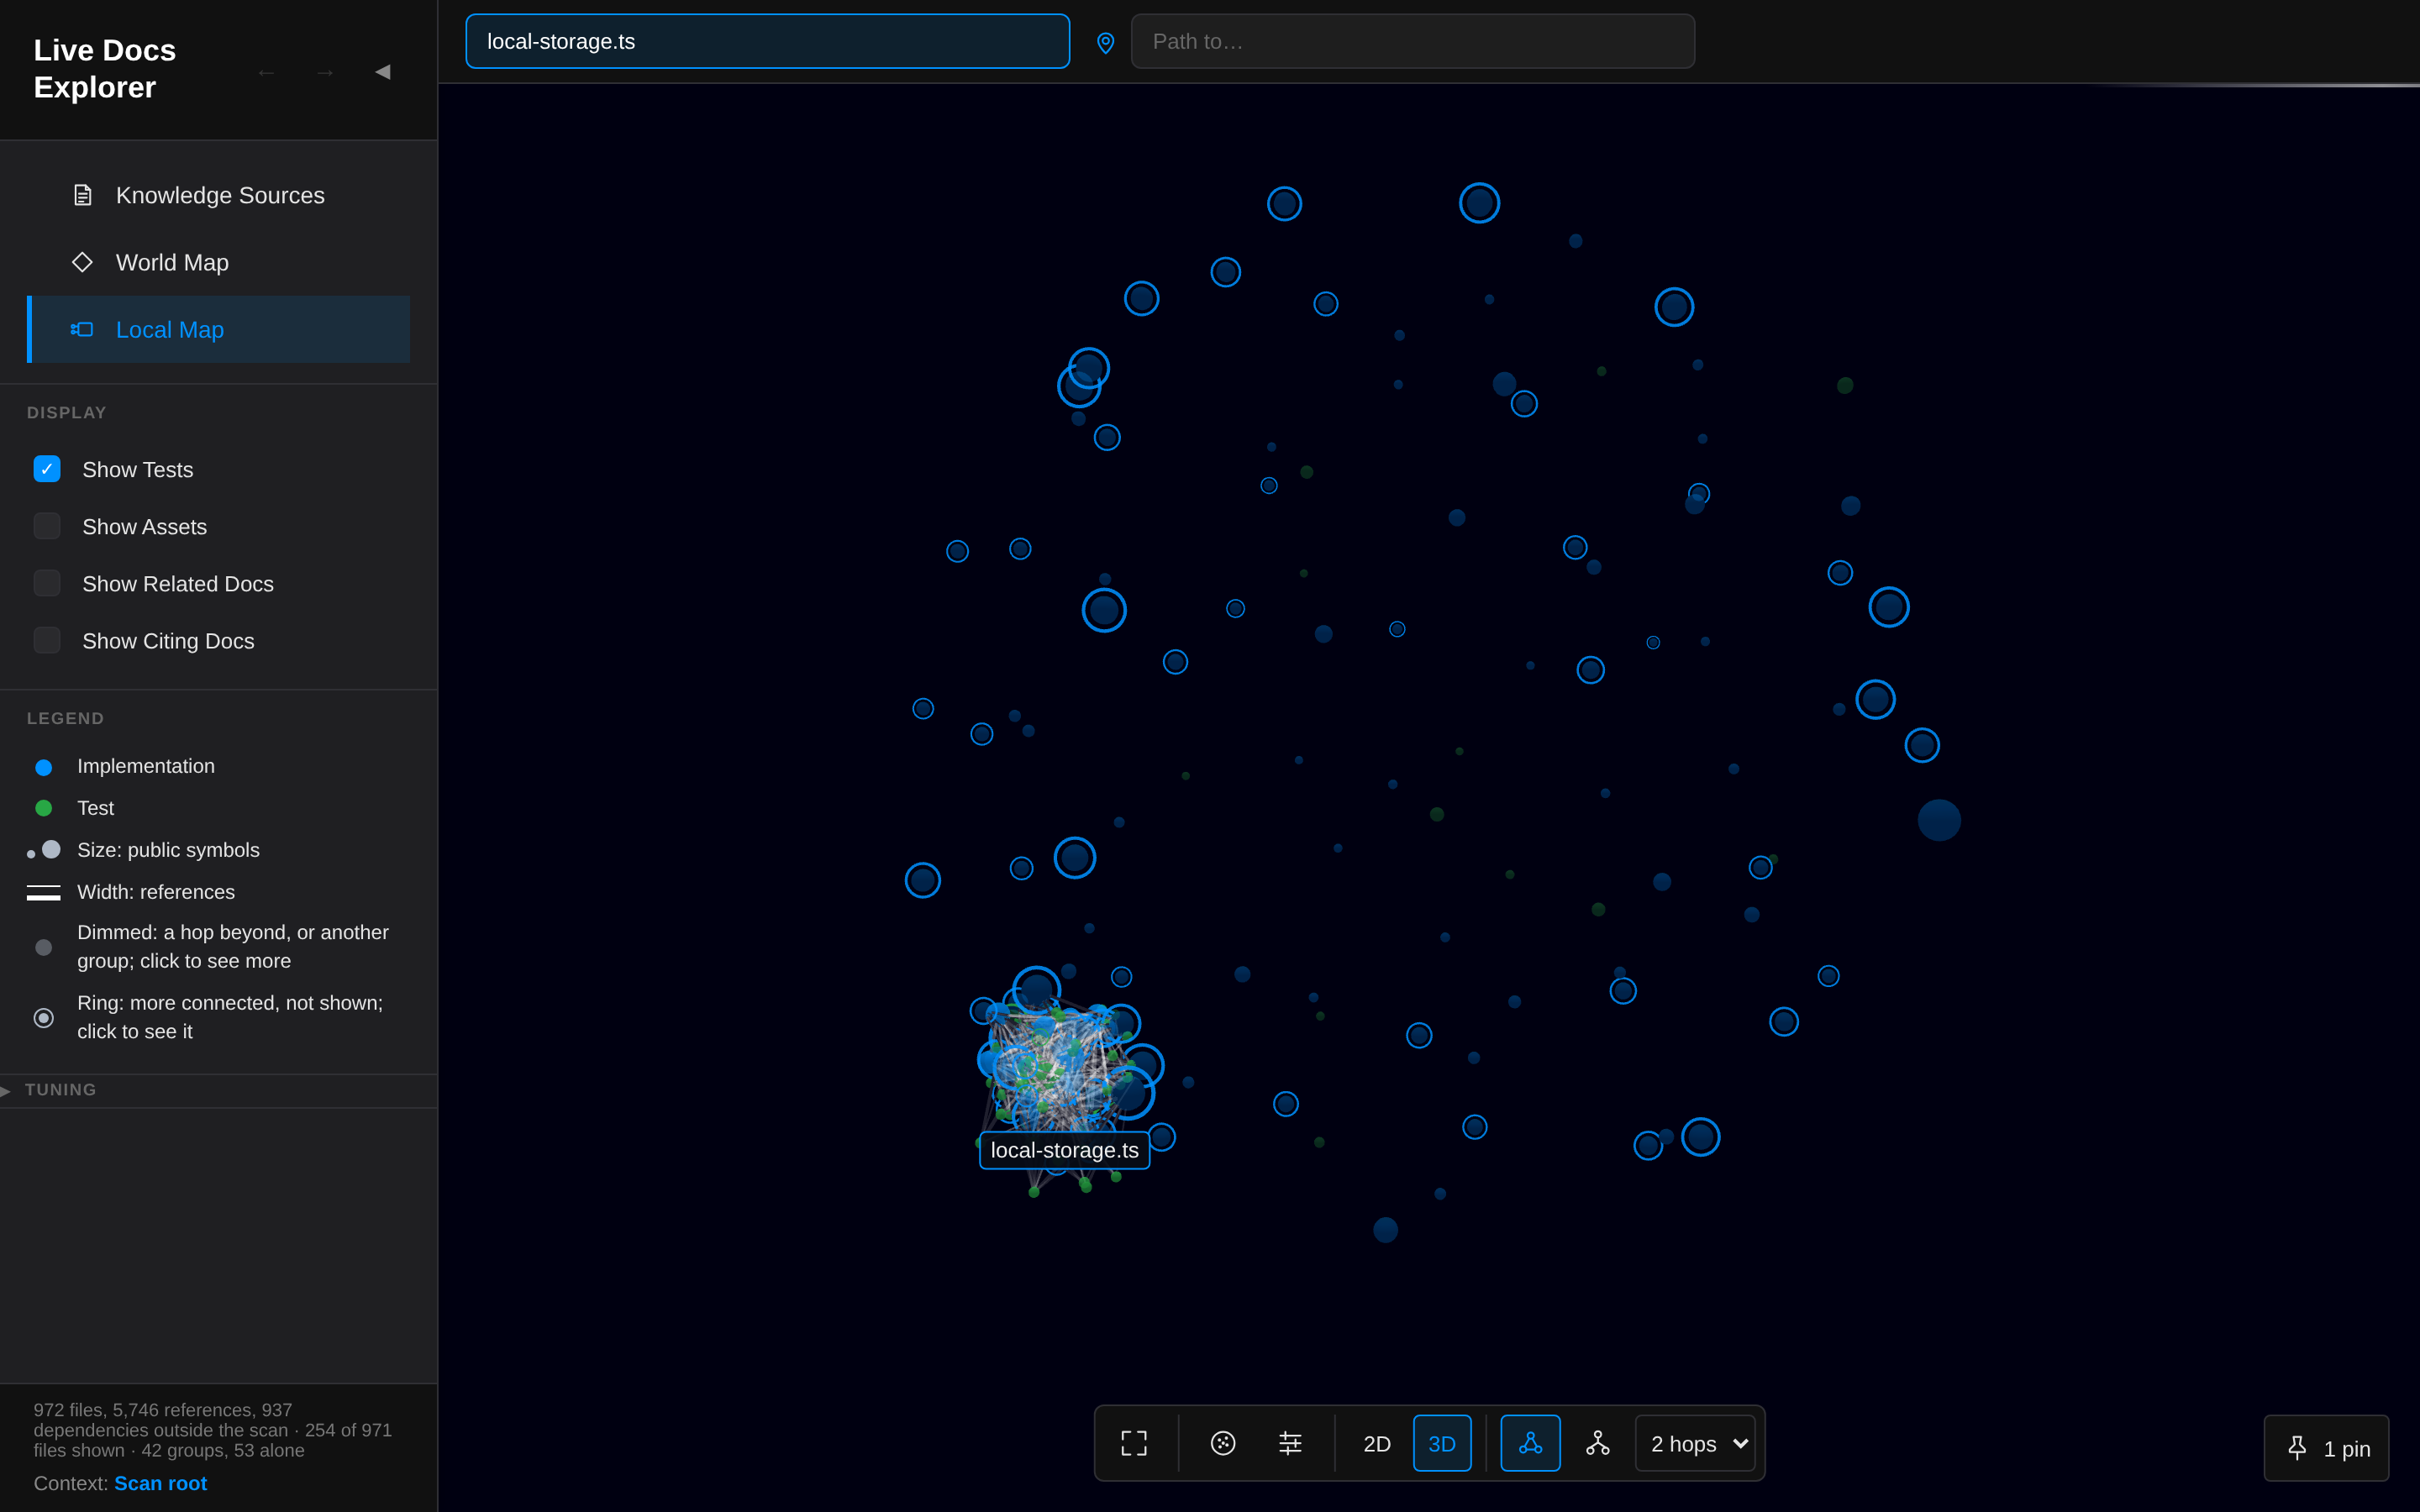 Live Docs
Explorer
local-storage.ts
Path to…
Knowledge Sources
World Map
Local Map
DISPLAY
Show Tests
Show Assets
Show Related Docs
Show Citing Docs
LEGEND
Implementation
Test
Size: public symbols
Width: references
Dimmed: a hop beyond, or another
group; click to see more
Ring: more connected, not shown;
click to see it
TUNING
local-storage.ts
972 files, 5,746 references, 937
dependencies outside the scan · 254 of 971
files shown · 42 groups, 53 alone
Context: Scan root
2D
3D
2 hops
1 pin